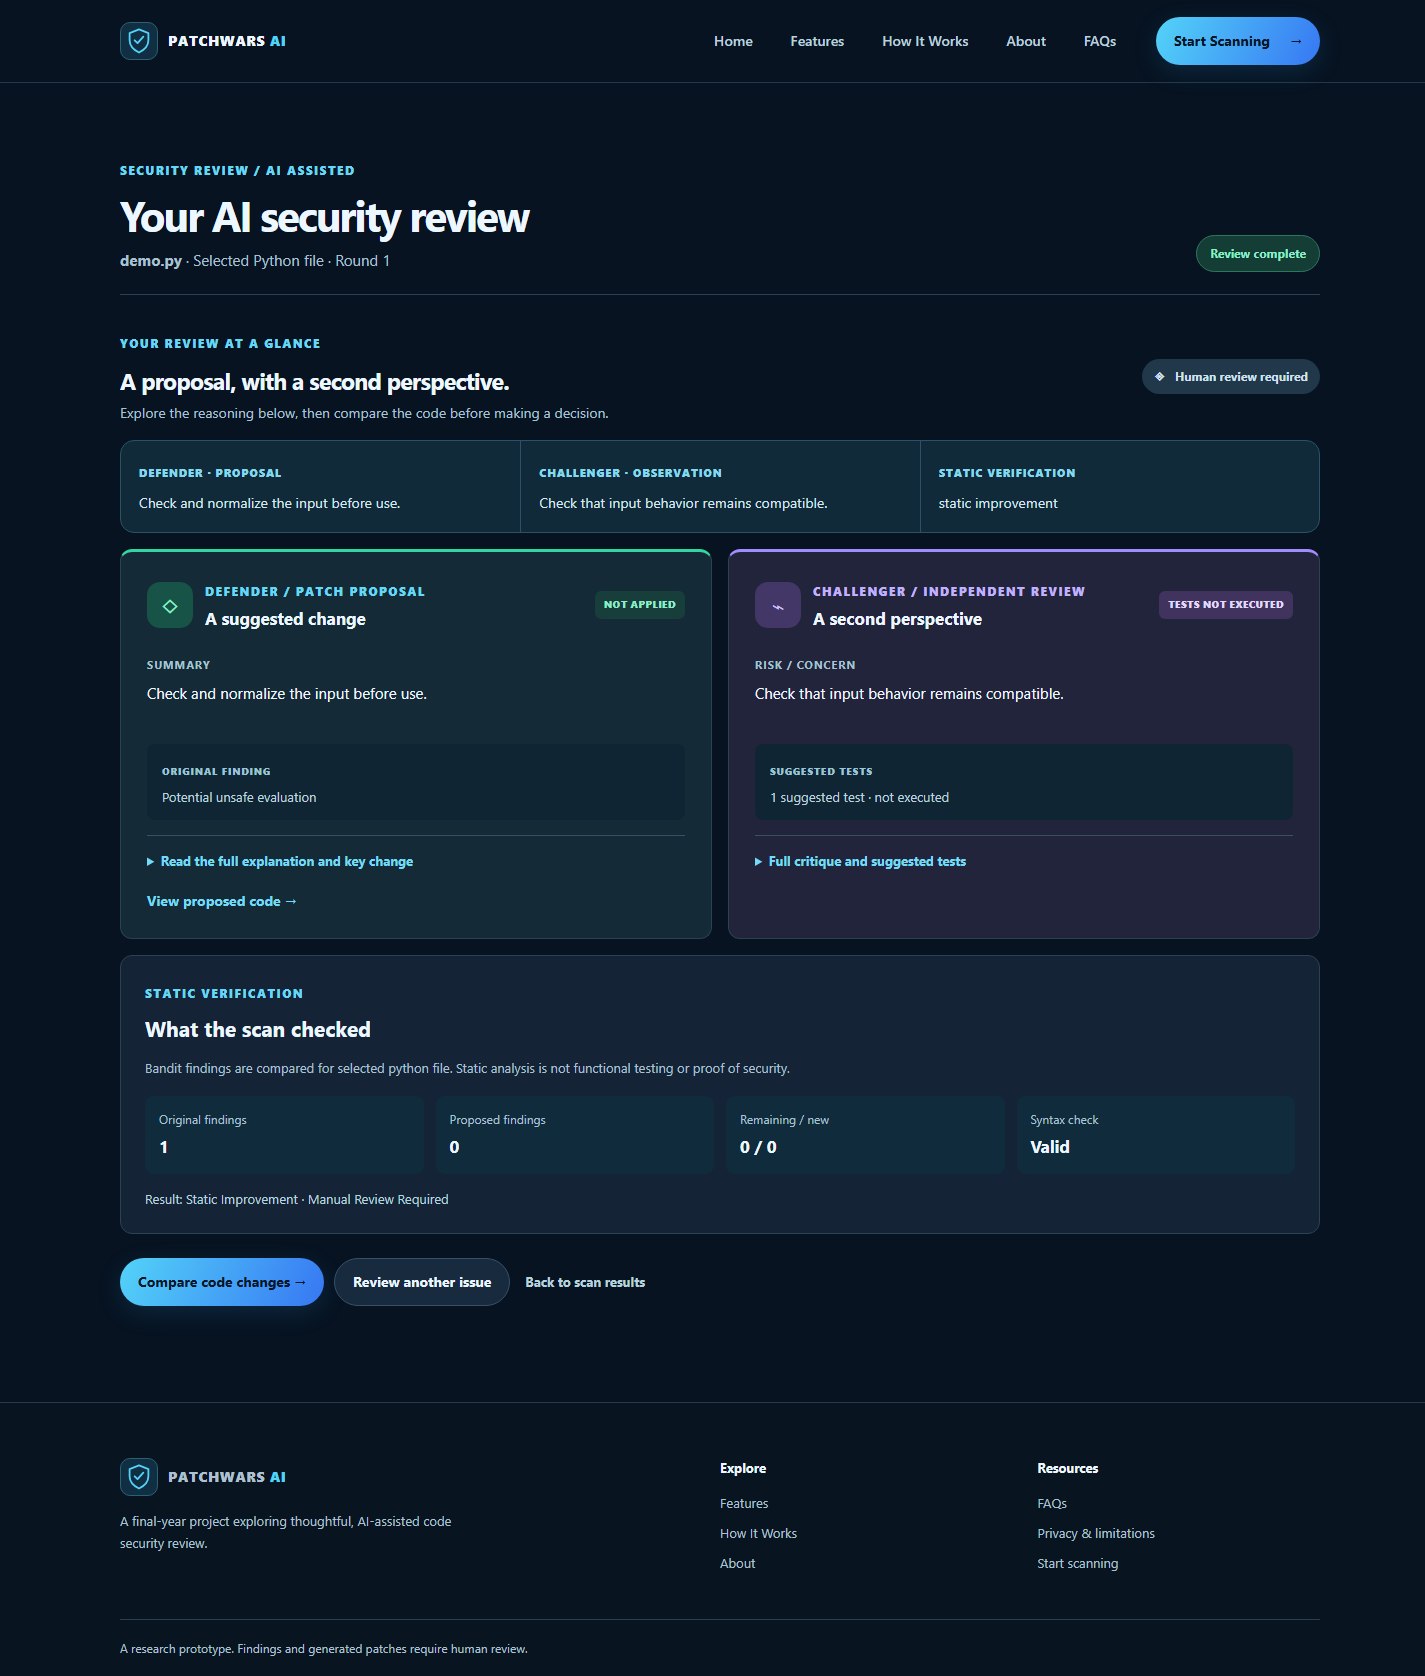 PATCHWARS AI
Home
Features
How It Works
About
FAQs
Start Scanning →
SECURITY REVIEW / AI ASSISTED
Your AI security review
demo.py · Selected Python file · Round 1
Review complete
YOUR REVIEW AT A GLANCE
A proposal, with a second perspective.
Explore the reasoning below, then compare the code before making a decision.
Human review required
DEFENDER · PROPOSAL
Check and normalize the input before use.
CHALLENGER · OBSERVATION
Check that input behavior remains compatible.
STATIC VERIFICATION
static improvement
DEFENDER / PATCH PROPOSAL
A suggested change
NOT APPLIED
SUMMARY
Check and normalize the input before use.
ORIGINAL FINDING
Potential unsafe evaluation
Read the full explanation and key change
View proposed code →
CHALLENGER / INDEPENDENT REVIEW
A second perspective
TESTS NOT EXECUTED
RISK / CONCERN
Check that input behavior remains compatible.
SUGGESTED TESTS
1 suggested test · not executed
Full critique and suggested tests
STATIC VERIFICATION
What the scan checked
Bandit findings are compared for selected python file. Static analysis is not functional testing or proof of security.
Original findings
1
Proposed findings
0
Remaining / new
0 / 0
Syntax check
Valid
Result: Static Improvement · Manual Review Required
Compare code changes →
Review another issue
Back to scan results
PATCHWARS AI
A final-year project exploring thoughtful, AI-assisted code
security review.
Explore
Features
How It Works
About
Resources
FAQs
Privacy & limitations
Start scanning
A research prototype. Findings and generated patches require human review.